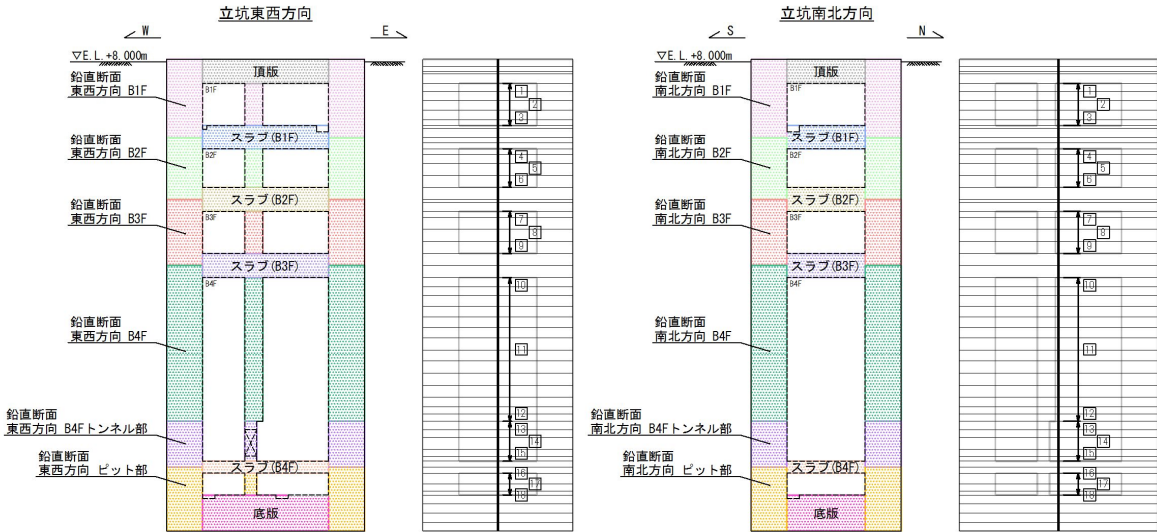 立坑東西方向
W
E
▽E.L.+8.000m
頂版
鉛直断面
東西方向 B1F
B1F
スラブ(B1F)
鉛直断面
東西方向 B2F
B2F
スラブ(B2F)
鉛直断面
東西方向 B3F
B3F
スラブ(B3F)
鉛直断面
東西方向 B4F
B4F
鉛直断面
東西方向 B4Fトンネル部
鉛直断面
東西方向 ピット部
スラブ(B4F)
底版
1
2
3
4
5
6
7
8
9
10
11
12
13
14
15
16
17
18
立坑南北方向
S
N
▽E.L.+8.000m
頂版
鉛直断面
南北方向 B1F
B1F
スラブ(B1F)
鉛直断面
南北方向 B2F
B2F
スラブ(B2F)
鉛直断面
南北方向 B3F
B3F
スラブ(B3F)
鉛直断面
南北方向 B4F
B4F
鉛直断面
南北方向 B4Fトンネル部
鉛直断面
南北方向 ピット部
スラブ(B4F)
底版
1
2
3
4
5
6
7
8
9
10
11
12
13
14
15
16
17
18